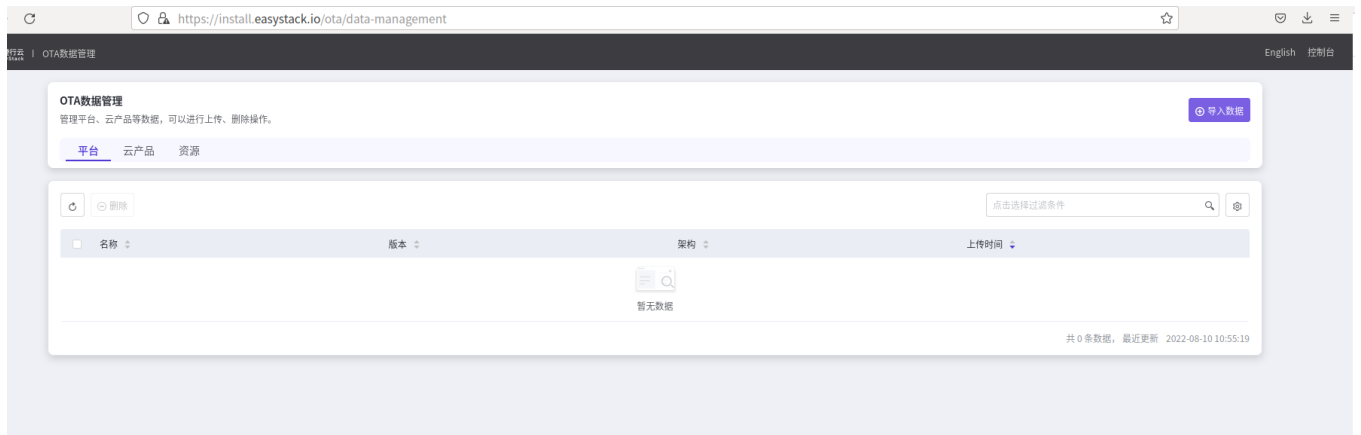 https://install.easystack.io/ota/data-management
OTA数据管理
English 控制台
OTA数据管理
管理平台、云产品等数据，可以进行上传、删除操作。
导入数据
平台 云产品 资源
删除
点击选择过滤条件
名称 版本 架构 上传时间
暂无数据
共 0 条数据， 最近更新 2022-08-10 10:55:19